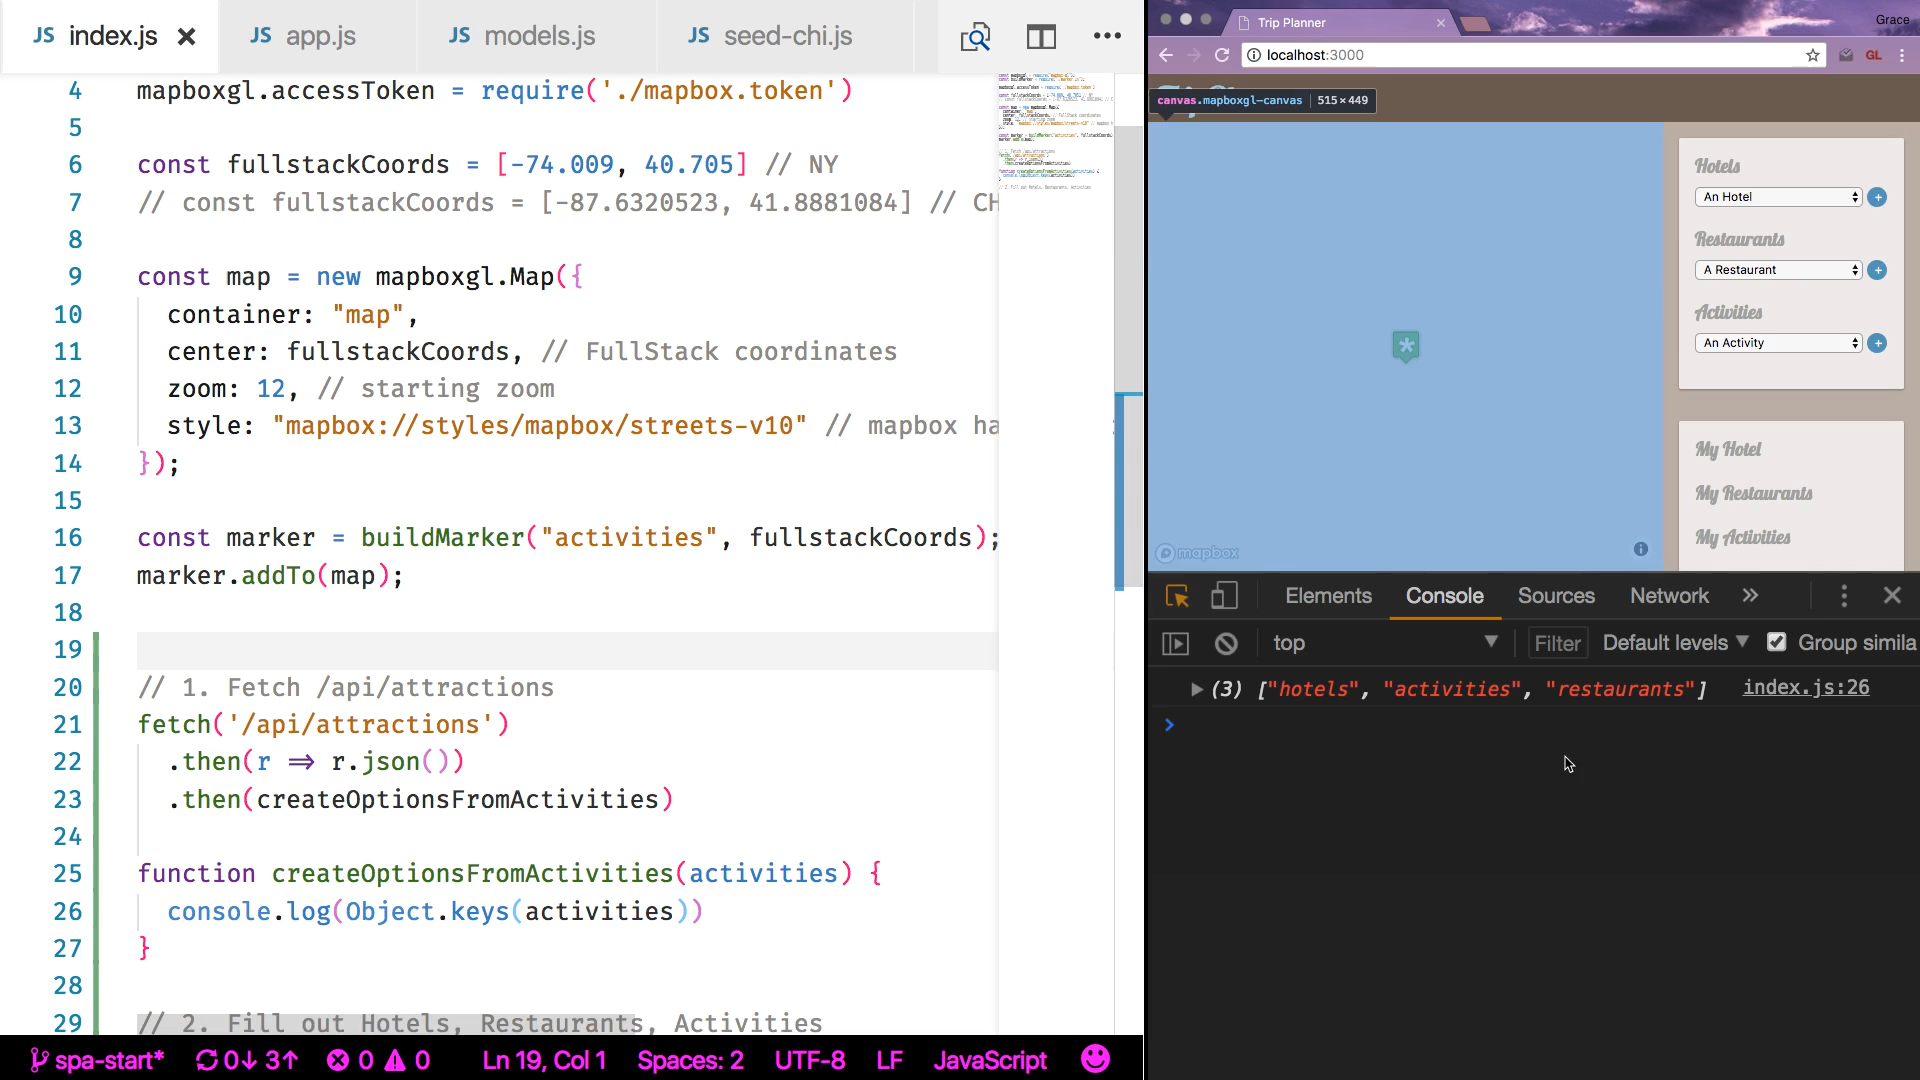 JS index.js
JS app.js
JS models.js
JS seed-chi.js
4 mapboxgl.accessToken = require('./mapbox.token')
5
6 const fullstackCoords = [-74.009, 40.705] // NY
7 // const fullstackCoords = [-87.6320523, 41.8881084] // CH
8
9 const map = new mapboxgl.Map({
10 container: "map",
11 center: fullstackCoords, // FullStack coordinates
12 zoom: 12, // starting zoom
13 style: "mapbox://styles/mapbox/streets-v10" // mapbox ha
14 });
15
16 const marker = buildMarker("activities", fullstackCoords);
17 marker.addTo(map);
18
19
20 // 1. Fetch /api/attractions
21 fetch('/api/attractions')
22 .then(r => r.json())
23 .then(createOptionsFromActivities)
24
25 function createOptionsFromActivities(activities) {
26 console.log(Object.keys(activities))
27 }
28
29 // 2. Fill out Hotels, Restaurants, Activities
spa-start* 0↓ 3↑ 0 0 Ln 19, Col 1 Spaces: 2 UTF-8 LF JavaScript
Trip Planner
Grace
localhost:3000
GL
canvas.mapboxgl-canvas | 515×449
Hotels
An Hotel
Restaurants
A Restaurant
Activities
An Activity
My Hotel
My Restaurants
My Activities
mapbox
Elements Console Sources Network »
top Filter Default levels Group simila
(3) ["hotels", "activities", "restaurants"] index.js:26